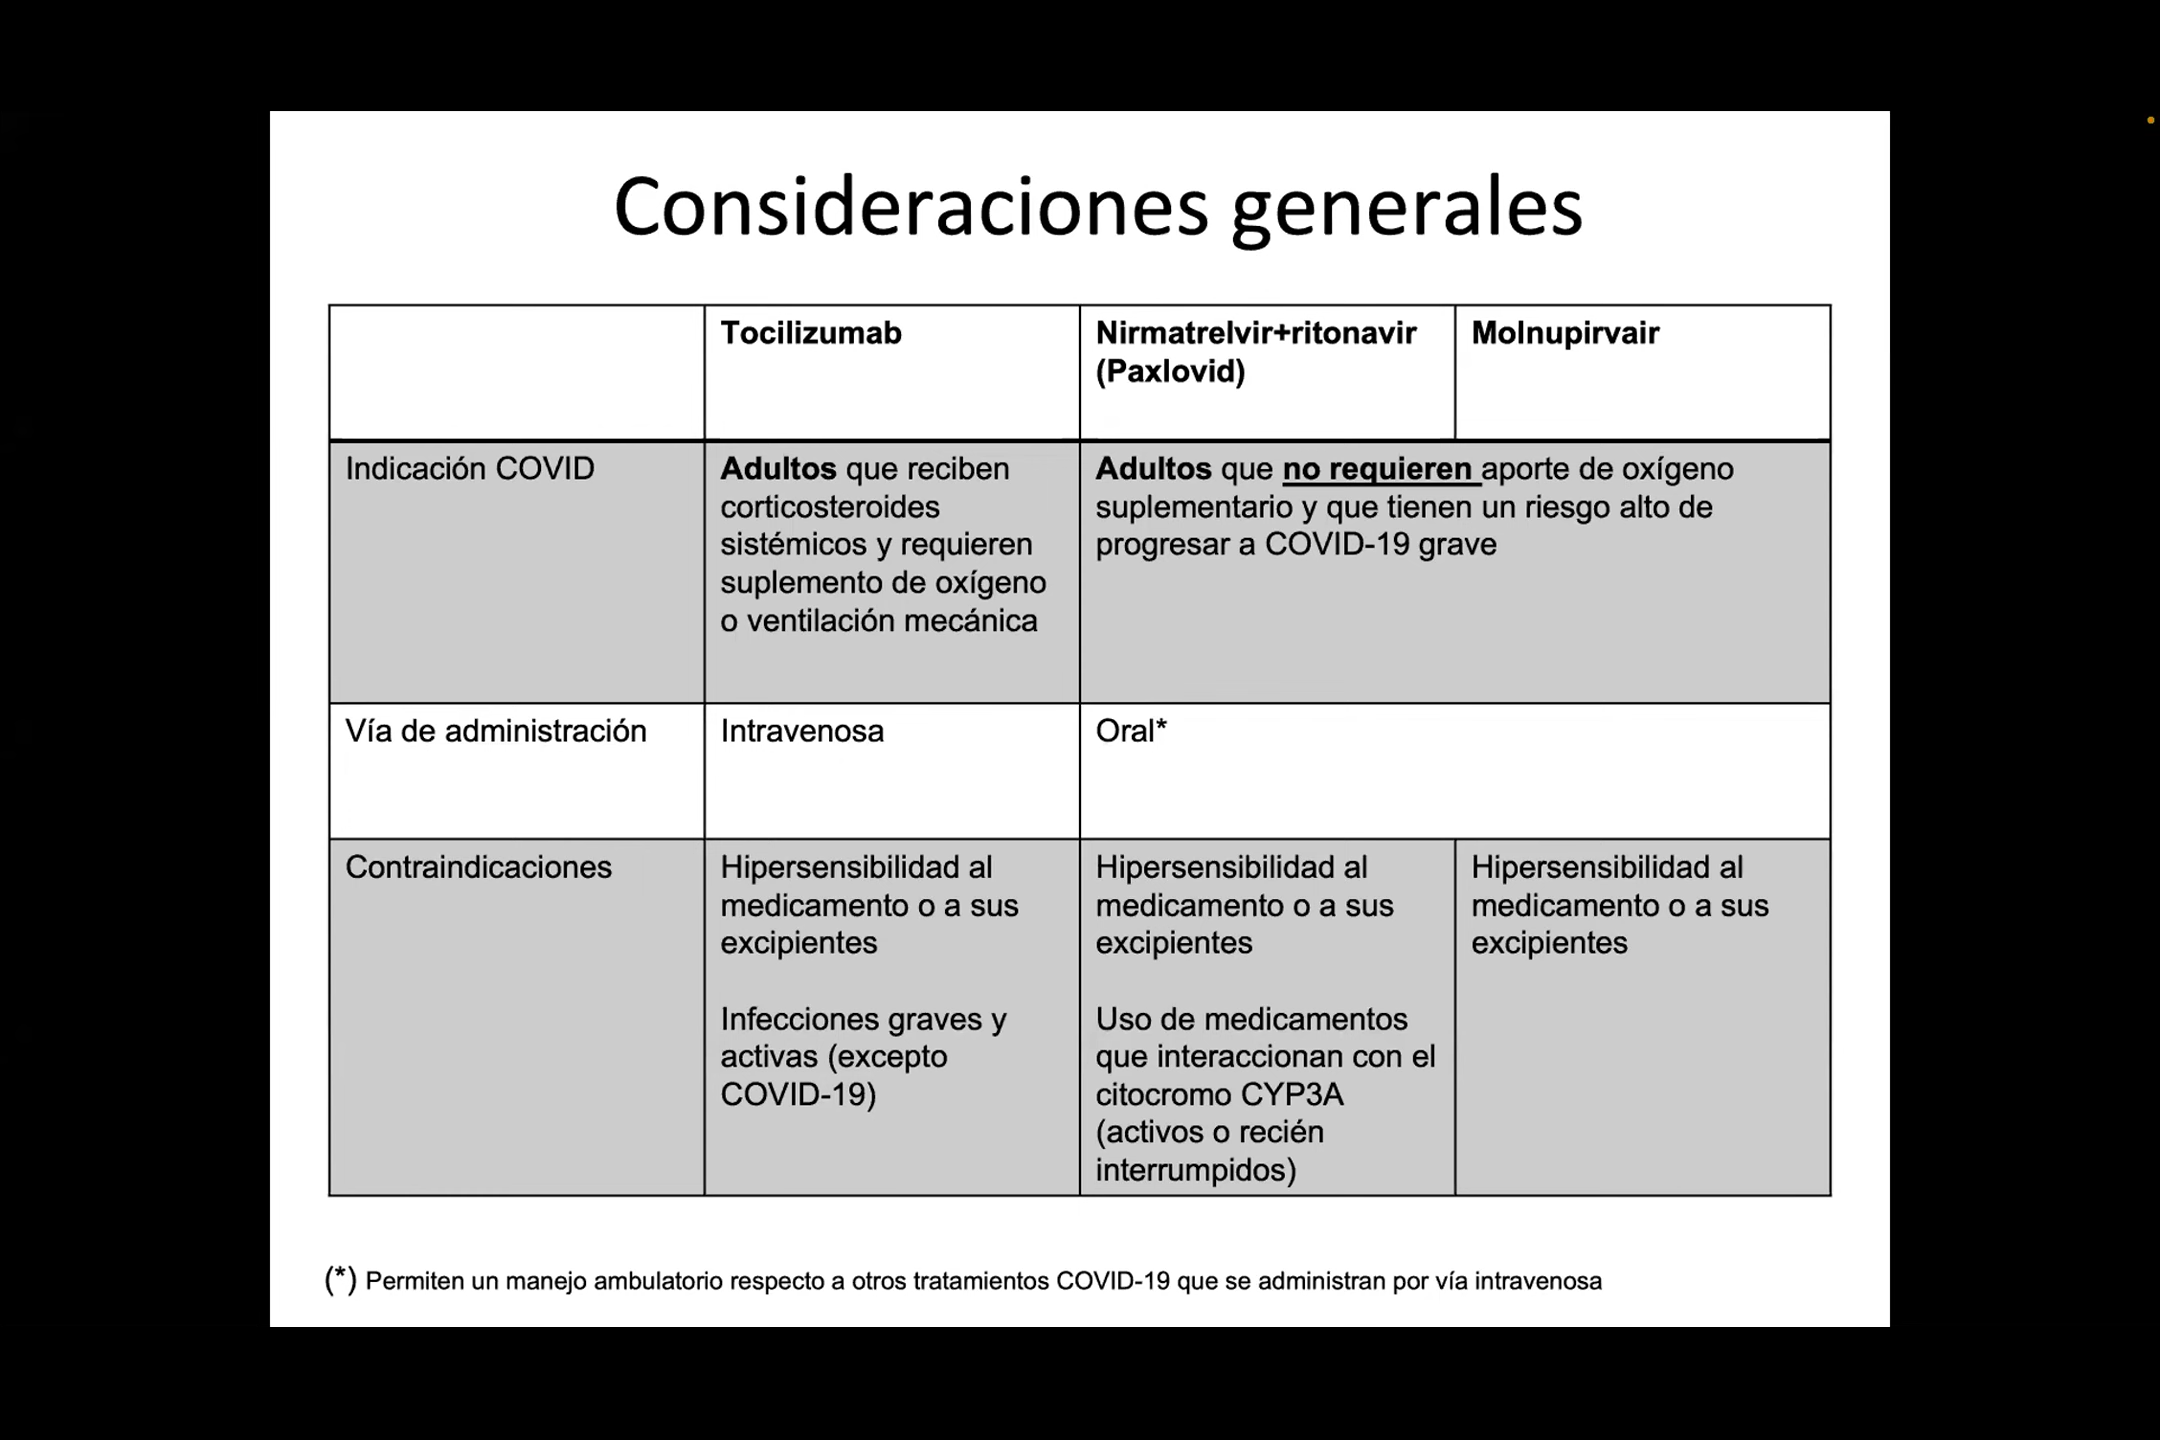 Consideraciones generales
Tocilizumab
Nirmatrelvir+ritonavir
(Paxlovid)
Molnupirvair
Indicación COVID
Adultos que reciben
corticosteroides
sistémicos y requieren
suplemento de oxígeno
o ventilación mecánica
Adultos que no requieren aporte de oxígeno
suplementario y que tienen un riesgo alto de
progresar a COVID-19 grave
Vía de administración
Intravenosa
Oral*
Contraindicaciones
Hipersensibilidad al
medicamento o a sus
excipientes
Infecciones graves y
activas (excepto
COVID-19)
Hipersensibilidad al
medicamento o a sus
excipientes
Uso de medicamentos
que interaccionan con el
citocromo CYP3A
(activos o recién
interrumpidos)
Hipersensibilidad al
medicamento o a sus
excipientes
(*) Permiten un manejo ambulatorio respecto a otros tratamientos COVID-19 que se administran por vía intravenosa